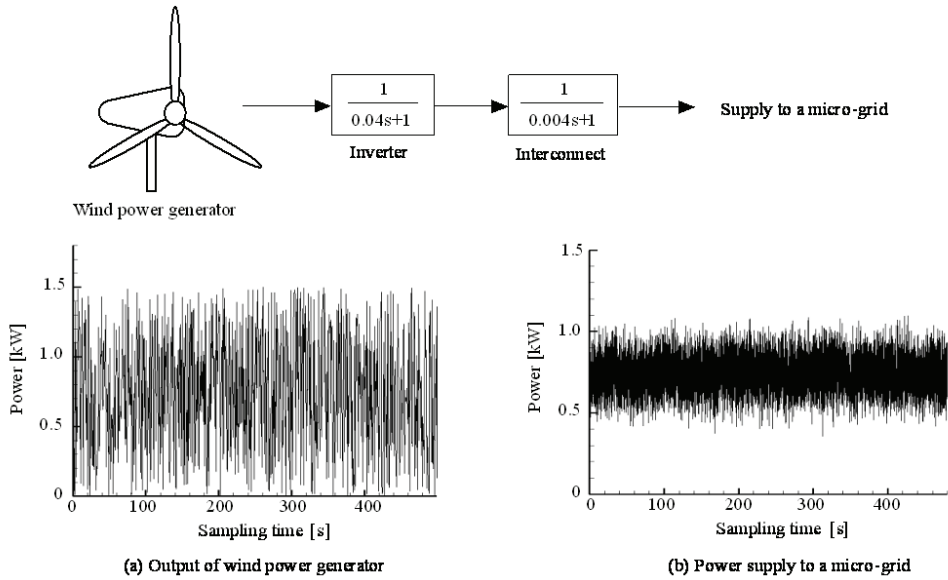 1
0.04s+1
Inverter
1
0.004s+1
Interconnect
Supply to a micro-grid
Wind power generator
1.5
1.0
0.5
0
Power [kW]
0 100 200 300 400
Sampling time [s]
(a) Output of wind power generator
1.5
1.0
0.5
0
Power [kW]
0 100 200 300 400
Sampling time [s]
(b) Power supply to a micro-grid